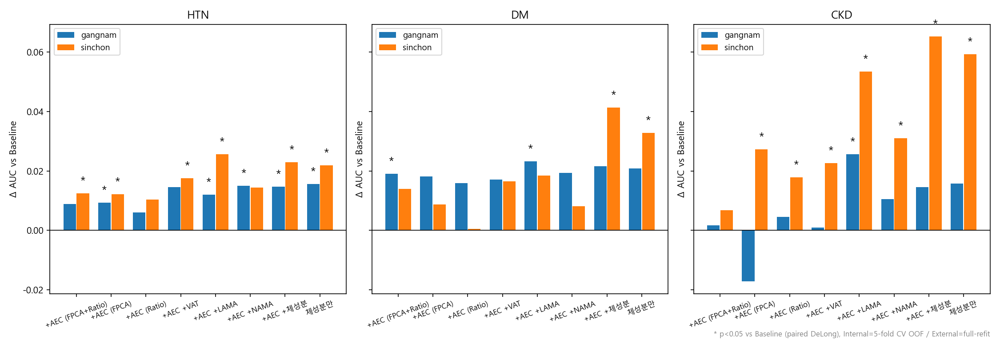 HTN
DM
CKD
gangnam
sinchon
gangnam
sinchon
gangnam
sinchon
0.06
0.04
0.02
0.00
-0.02
Δ AUC vs Baseline
Δ AUC vs Baseline
Δ AUC vs Baseline
* * * * * * * * * * * *
* * * *
* * * * * * * *
+AEC (FPCA+Ratio)
+AEC (FPCA)
+AEC (Ratio)
+AEC +VAT
+AEC +LAMA
+AEC +NAMA
+AEC +체성분
체성분만
+AEC (FPCA+Ratio)
+AEC (FPCA)
+AEC (Ratio)
+AEC +VAT
+AEC +LAMA
+AEC +NAMA
+AEC +체성분
체성분만
+AEC (FPCA+Ratio)
+AEC (FPCA)
+AEC (Ratio)
+AEC +VAT
+AEC +LAMA
+AEC +NAMA
+AEC +체성분
체성분만
* p<0.05 vs Baseline (paired DeLong), Internal=5-fold CV OOF / External=full-refit